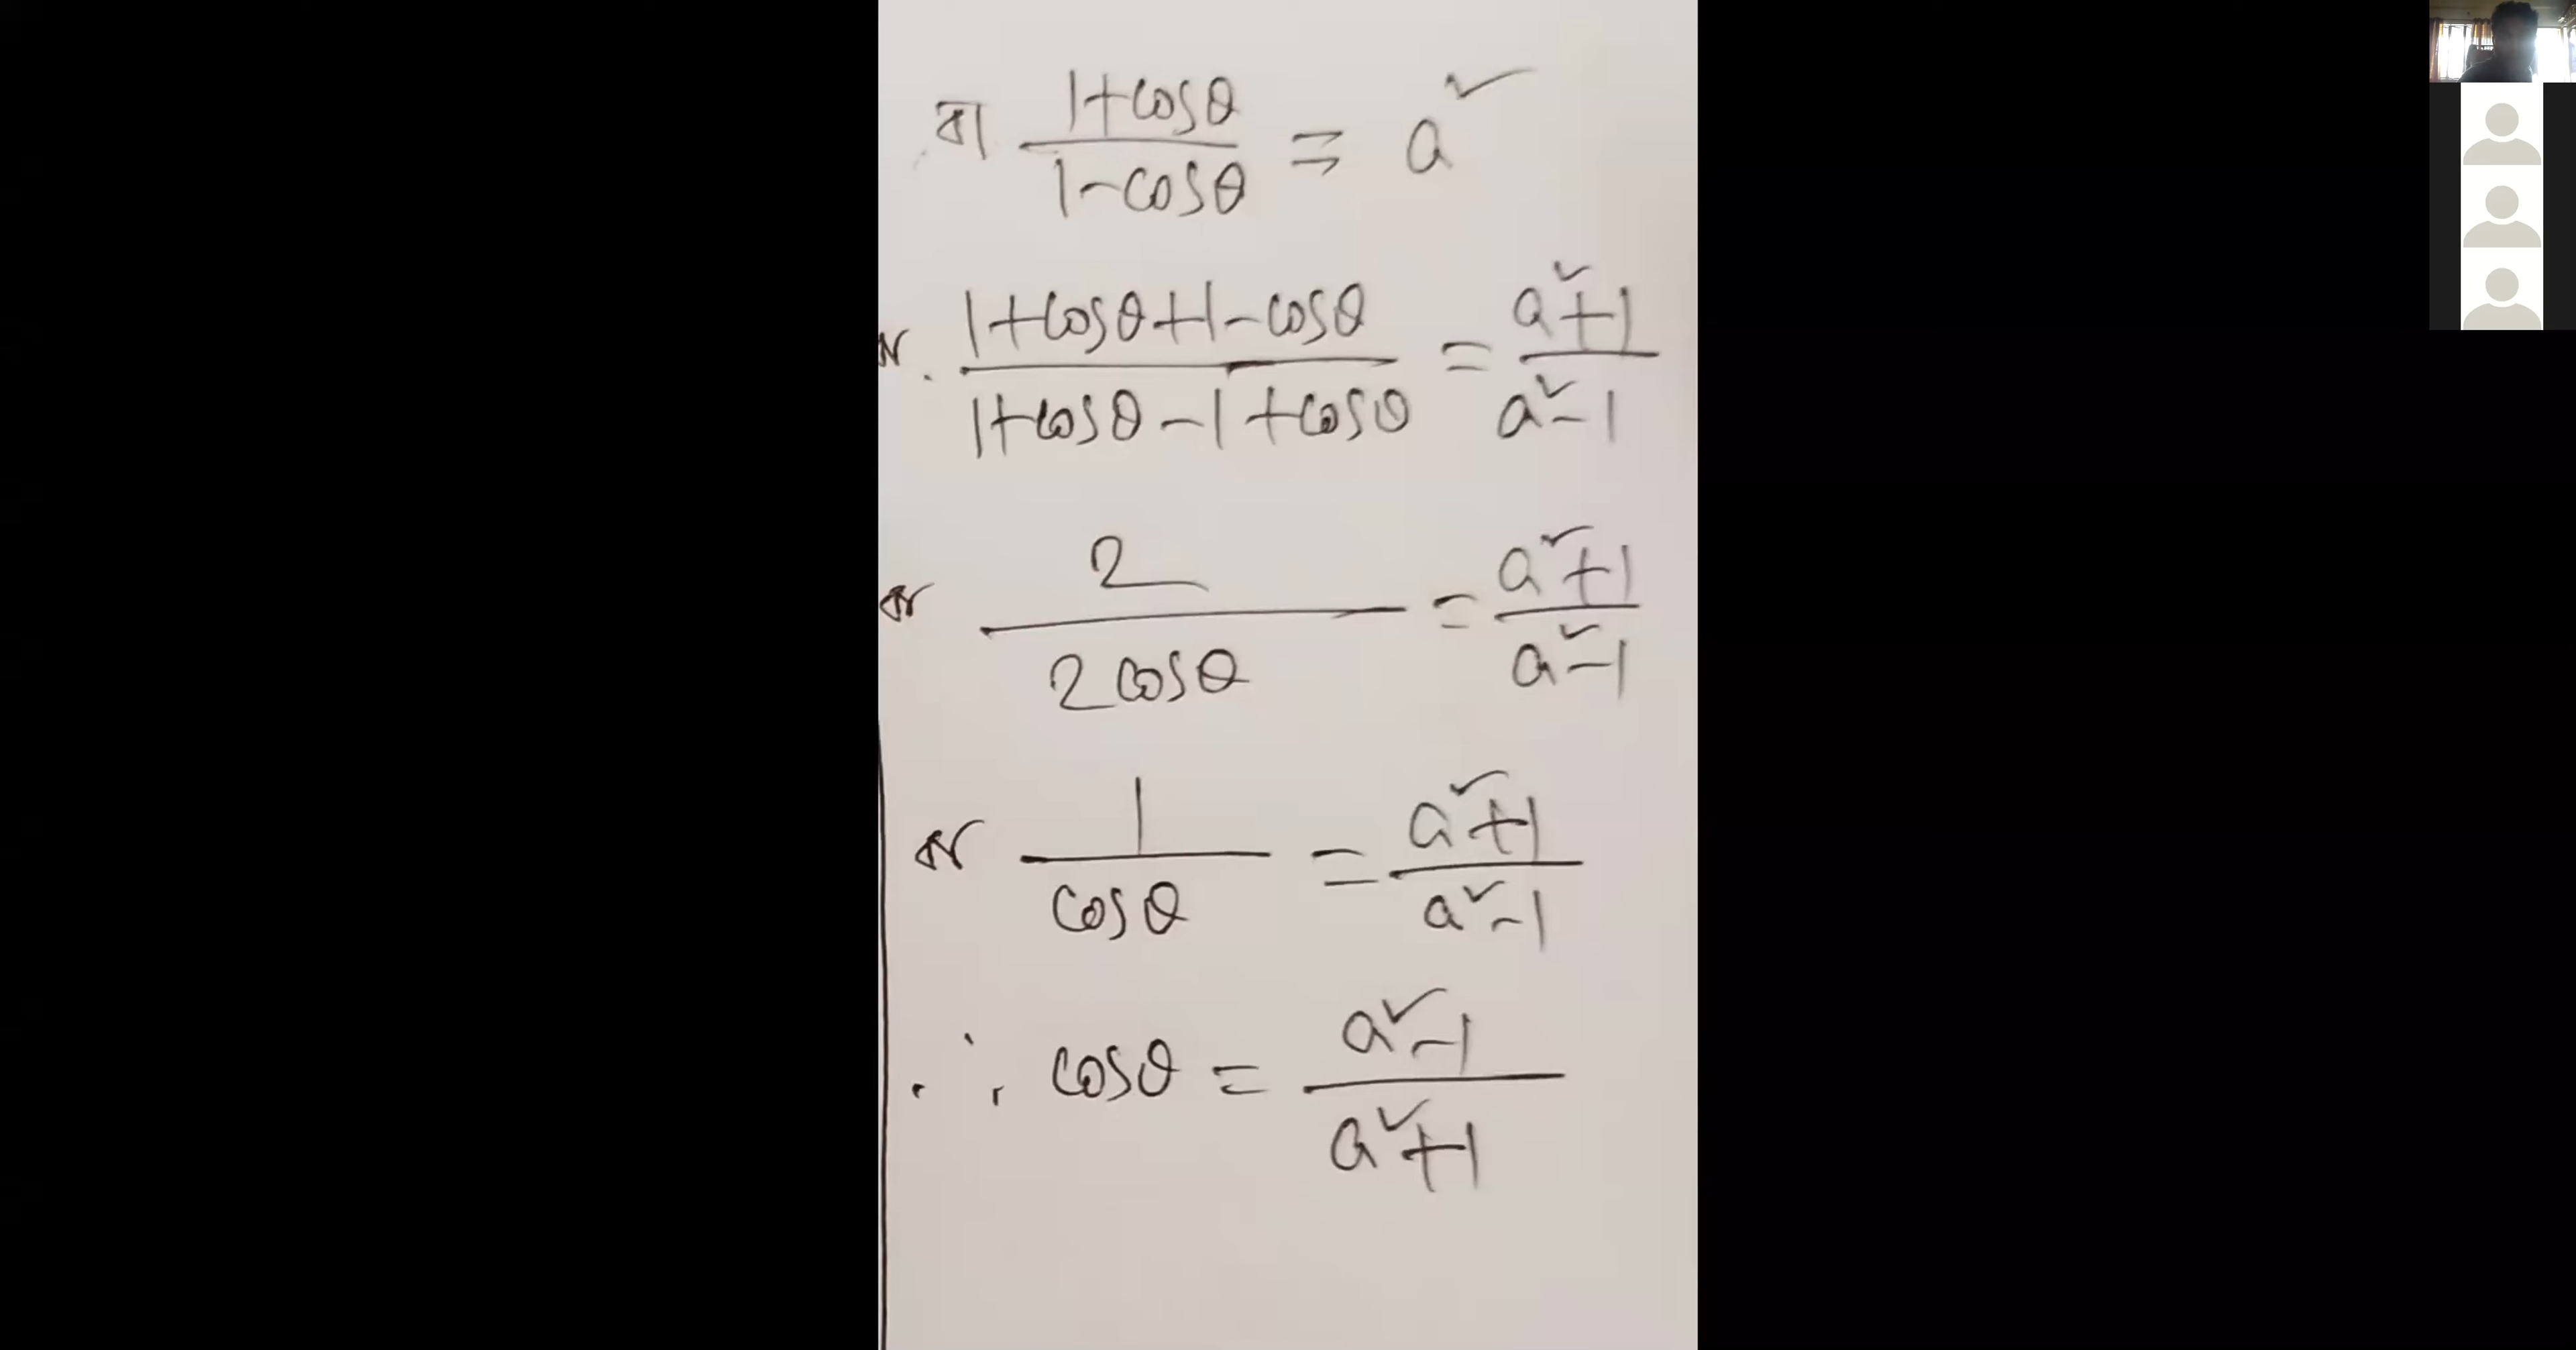 বা (1+cosθ)/(1-cosθ) = a²
বা (1+cosθ+1-cosθ)/(1+cosθ-1+cosθ) = (a²+1)/(a²-1)
বা 2/(2cosθ) = (a²+1)/(a²-1)
বা 1/cosθ = (a²+1)/(a²-1)
∴ cosθ = (a²-1)/(a²+1)